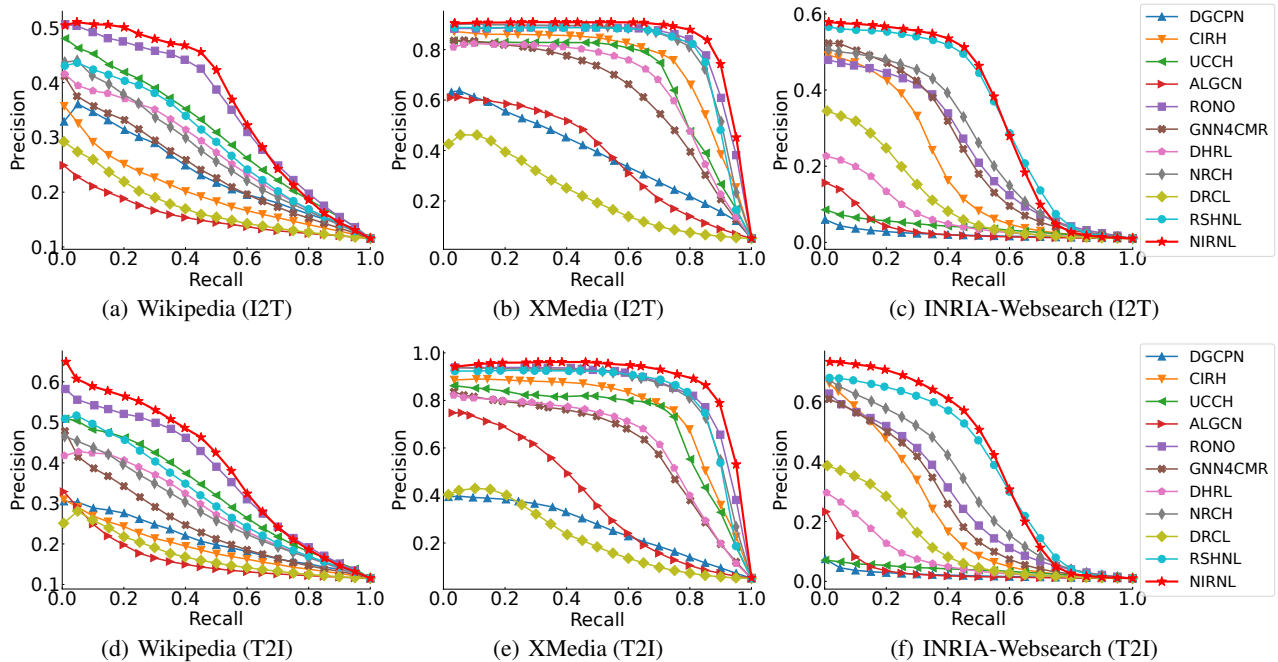 0.5
0.4
0.3
0.2
0.1
Precision
0.0 0.2 0.4 0.6 0.8 1.0
Recall
(a) Wikipedia (I2T)
0.8
0.6
0.4
0.2
Precision
0.0 0.2 0.4 0.6 0.8 1.0
Recall
(b) XMedia (I2T)
0.6
0.4
0.2
0.0
Precision
0.0 0.2 0.4 0.6 0.8 1.0
Recall
(c) INRIA-Websearch (I2T)
DGCPN
CIRH
UCCH
ALGCN
RONO
GNN4CMR
DHRL
NRCH
DRCL
RSHNL
NIRNL
0.6
0.5
0.4
0.3
0.2
0.1
Precision
0.0 0.2 0.4 0.6 0.8 1.0
Recall
(d) Wikipedia (T2I)
1.0
0.8
0.6
0.4
0.2
Precision
0.0 0.2 0.4 0.6 0.8 1.0
Recall
(e) XMedia (T2I)
0.6
0.4
0.2
0.0
Precision
0.0 0.2 0.4 0.6 0.8 1.0
Recall
(f) INRIA-Websearch (T2I)
DGCPN
CIRH
UCCH
ALGCN
RONO
GNN4CMR
DHRL
NRCH
DRCL
RSHNL
NIRNL